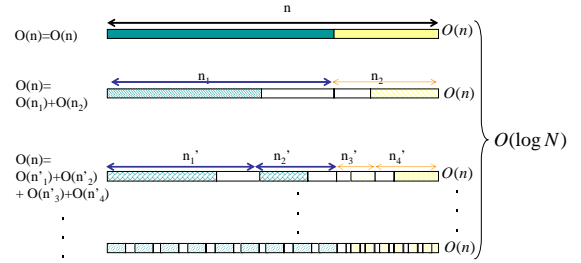 n
O(n)=O(n)
O(n)
n₁
n₂
O(n)=
O(n₁)+O(n₂)
O(n)
O(log N)
n₁'
n₂'
n₃'
n₄'
O(n)=
O(n'₁)+O(n'₂)
+ O(n'₃)+O(n'₄)
O(n)
O(n)